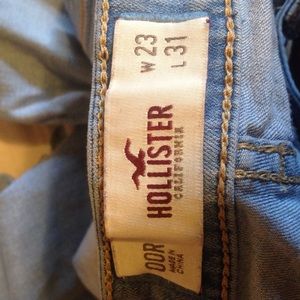 W 23
L 31
HOLLISTER
CALIFORNIA
00R
MADE IN
CHINA